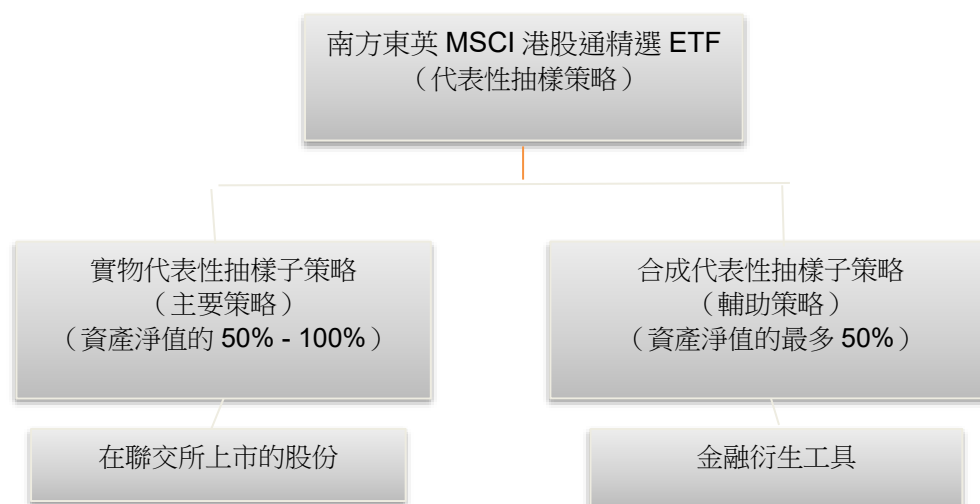 南方東英 MSCI 港股通精選 ETF
（代表性抽樣策略）
實物代表性抽樣子策略
（主要策略）
（資產淨值的 50% - 100%）
合成代表性抽樣子策略
（輔助策略）
（資產淨值的最多 50%）
在聯交所上市的股份
金融衍生工具